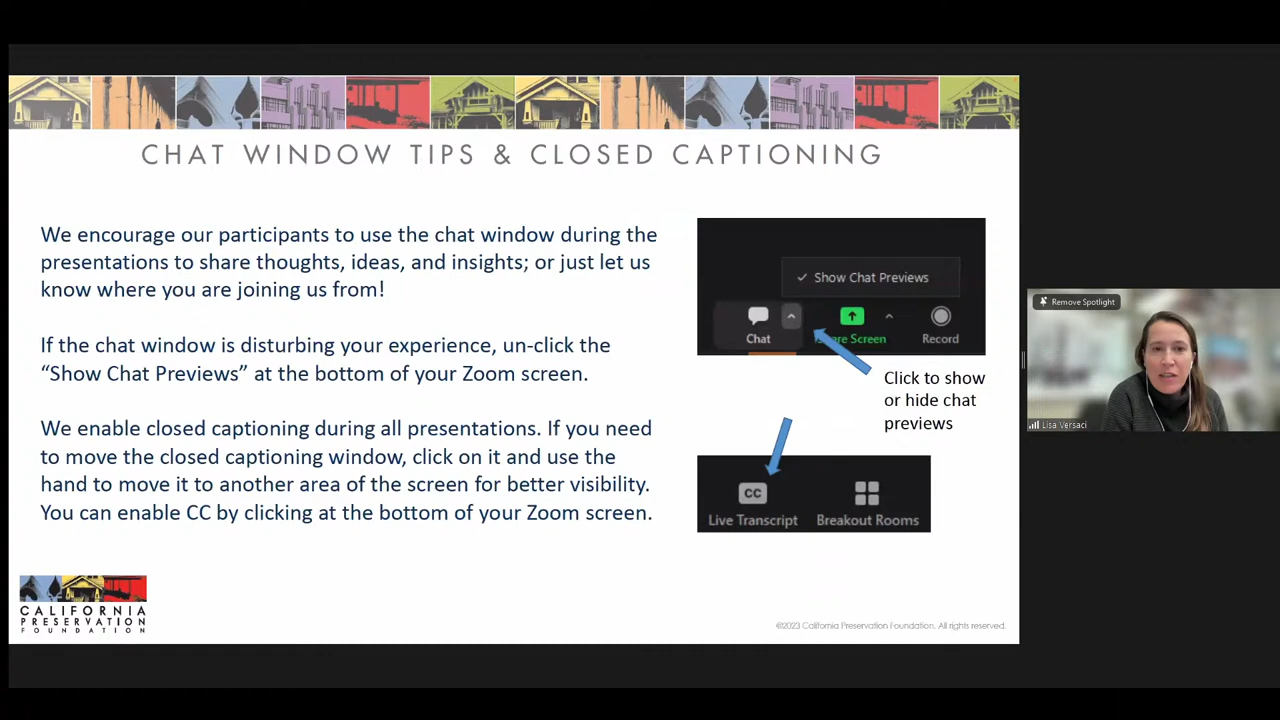 CHAT WINDOW TIPS & CLOSED CAPTIONING
We encourage our participants to use the chat window during the
presentations to share thoughts, ideas, and insights; or just let us
know where you are joining us from!
If the chat window is disturbing your experience, un-click the
“Show Chat Previews” at the bottom of your Zoom screen.
We enable closed captioning during all presentations. If you need
to move the closed captioning window, click on it and use the
hand to move it to another area of the screen for better visibility.
You can enable CC by clicking at the bottom of your Zoom screen.
Show Chat Previews
Chat
Share Screen
Record
Click to show
or hide chat
previews
CC
Live Transcript
Breakout Rooms
CALIFORNIA
PRESERVATION
FOUNDATION
©2023 California Preservation Foundation. All rights reserved.
Remove Spotlight
Lisa Versaci